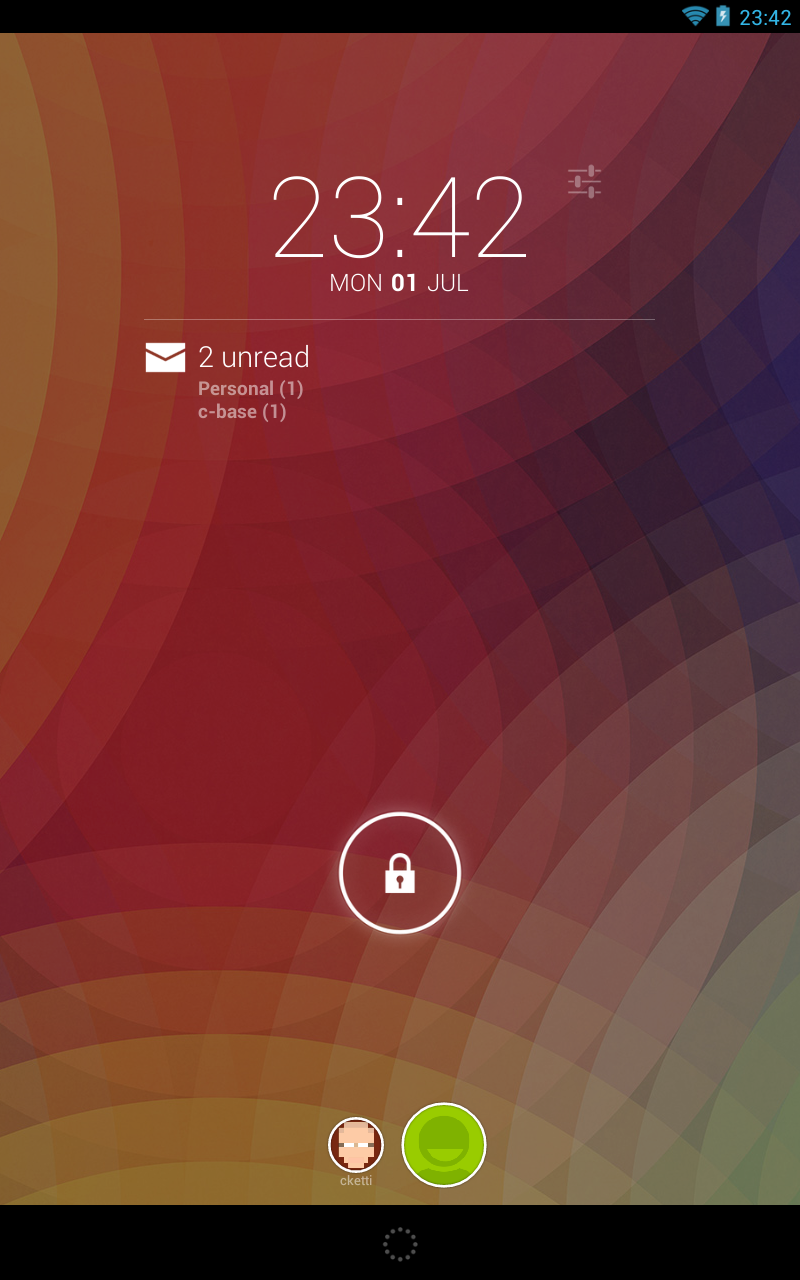 23:42
23:42
MON 01 JUL
2 unread
Personal (1)
c-base (1)
cketti